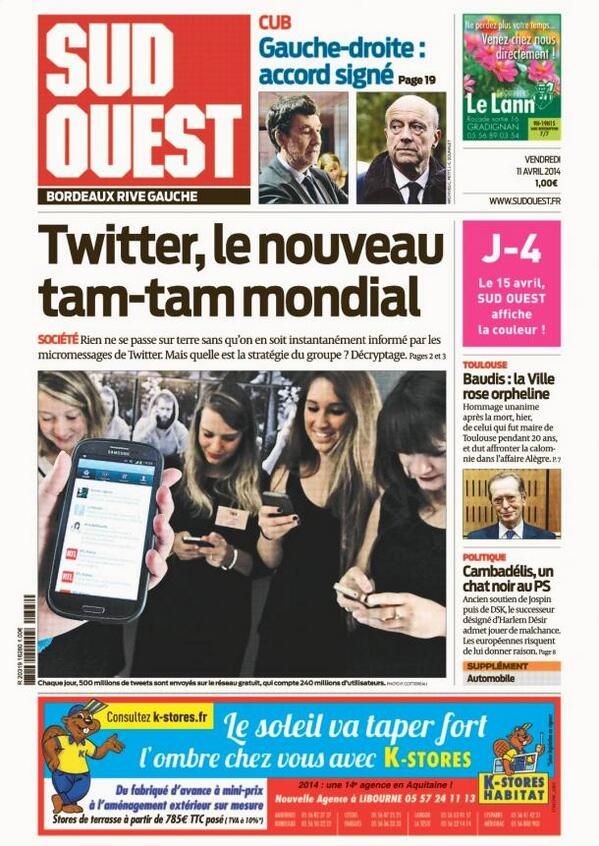 SUD
OUEST
BORDEAUX RIVE GAUCHE
CUB
Gauche-droite :
accord signé Page 19
Ne perdez plus votre temps...
Venez chez nous
directement !
Le Lann
Rocade sortie 16
GRADIGNAN
05 56 89 03 54
7/7
VENDREDI
11 AVRIL 2014
1,00€
WWW.SUDOUEST.FR
Twitter, le nouveau
tam-tam mondial
SOCIÉTÉ Rien ne se passe sur terre sans qu'on en soit instantanément informé par les
micromessages de Twitter. Mais quelle est la stratégie du groupe ? Décryptage. Pages 2 et 3
J-4
Le 15 avril,
SUD OUEST
affiche
la couleur !
TOULOUSE
Baudis : la Ville
rose orpheline
Hommage unanime
après la mort, hier,
de celui qui fut maire de
Toulouse pendant 20 ans,
et dut affronter la calom-
nie dans l'affaire Alègre. P. 7
POLITIQUE
Cambadélis, un
chat noir au PS
Ancien soutien de Jospin
puis de DSK, le successeur
désigné d'Harlem Désir
admet jouer de malchance.
Les européennes risquent
de lui donner raison. Page 8
SUPPLÉMENT
Automobile
SAMSUNG
RTL
RTL
Chaque jour, 500 millions de tweets sont envoyés sur le réseau gratuit, qui compte 240 millions d'utilisateurs. PHOTO P. COTTEREAU
Consultez k-stores.fr
Le soleil va taper fort
l'ombre chez vous avec K-STORES
Du fabriqué d'avance à mini-prix
à l'aménagement extérieur sur mesure
Stores de terrasse à partir de 785€ TTC posé (TVA à 10%*)
2014 : une 14e agence en Aquitaine !
Nouvelle Agence à LIBOURNE 05 57 24 11 13
K-STORES
HABITAT